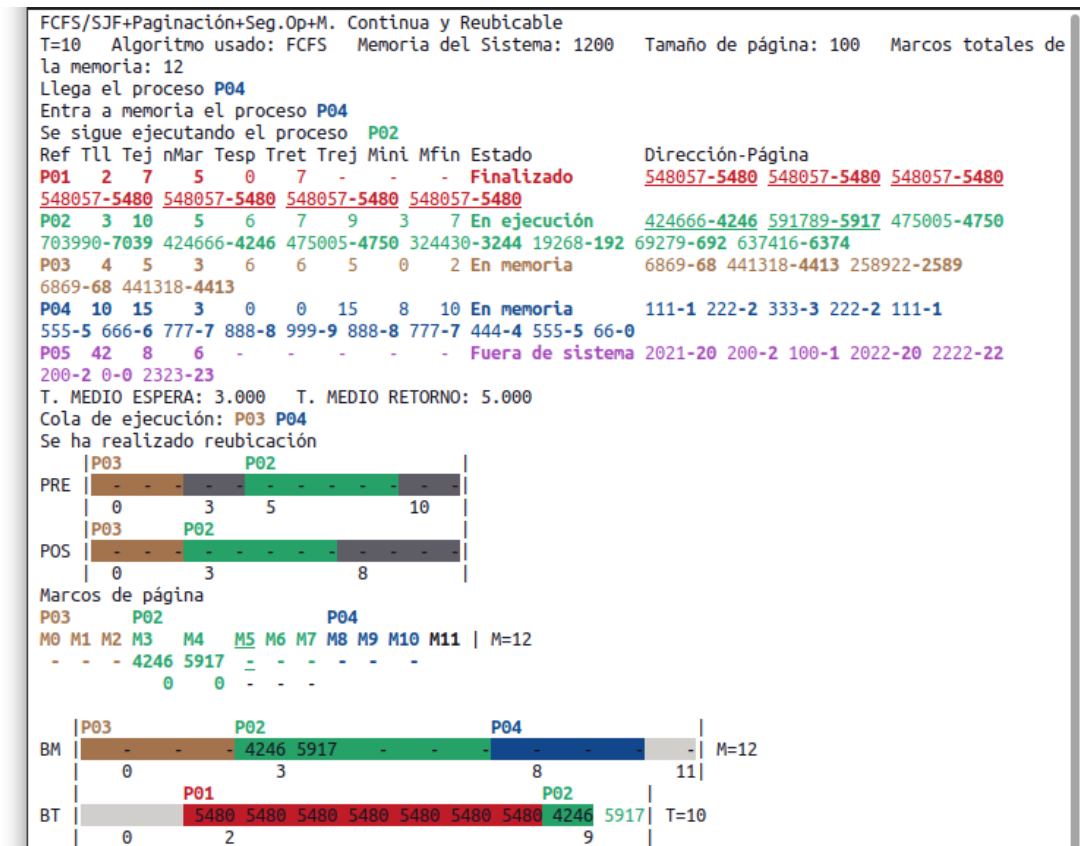 FCFS/SJF+Paginación+Seg.Op+M. Continua y Reubicable
T=10   Algoritmo usado: FCFS   Memoria del Sistema: 1200   Tamaño de página: 100   Marcos totales de
la memoria: 12
Llega el proceso P04
Entra a memoria el proceso P04
Se sigue ejecutando el proceso  P02
Ref Tll Tej nMar Tesp Tret Trej Mini Mfin Estado           Dirección-Página
P01   2  7    5    0    7   -    -    -  Finalizado       548057-5480 548057-5480 548057-5480
548057-5480 548057-5480 548057-5480 548057-5480
P02   3 10    5    6    7   9    3    7 En ejecución     424666-4246 591789-5917 475005-4750
703990-7039 424666-4246 475005-4750 324430-3244 19268-192 69279-692 637416-6374
P03   4  5    3    6    6   5    0    2 En memoria       6869-68 441318-4413 258922-2589
6869-68 441318-4413
P04  10 15    3    0    0  15    8   10 En memoria       111-1 222-2 333-3 222-2 111-1
555-5 666-6 777-7 888-8 999-9 888-8 777-7 444-4 555-5 66-0
P05  42  8    6    -    -   -    -    -  Fuera de sistema 2021-20 200-2 100-1 2022-20 2222-22
200-2 0-0 2323-23
T. MEDIO ESPERA: 3.000   T. MEDIO RETORNO: 5.000
Cola de ejecución: P03 P04
Se ha realizado reubicación
|P03            P02                |
PRE |  -  -  -  -  -  -  -  -  -  -  -  -|
|  0        3     5              10   |
|P03      P02                      |
POS |  -  -  -  -  -  -  -  -  -  -  -  -|
|  0        3              8         |
Marcos de página
P03      P02                P04
M0 M1 M2 M3   M4   M5 M6 M7 M8 M9 M10 M11 | M=12
-  -  - 4246 5917  -  -  -  -  -   -
0    0  -  -  -
|P03            P02                      P04                 |
BM |    -    -    - 4246 5917    -    -    -    -    -    -    -| M=12
|    0              3                        8             11|
|          P01                                P02       |
BT |           5480 5480 5480 5480 5480 5480 5480 4246 5917| T=10
|    0         2                                  9     |